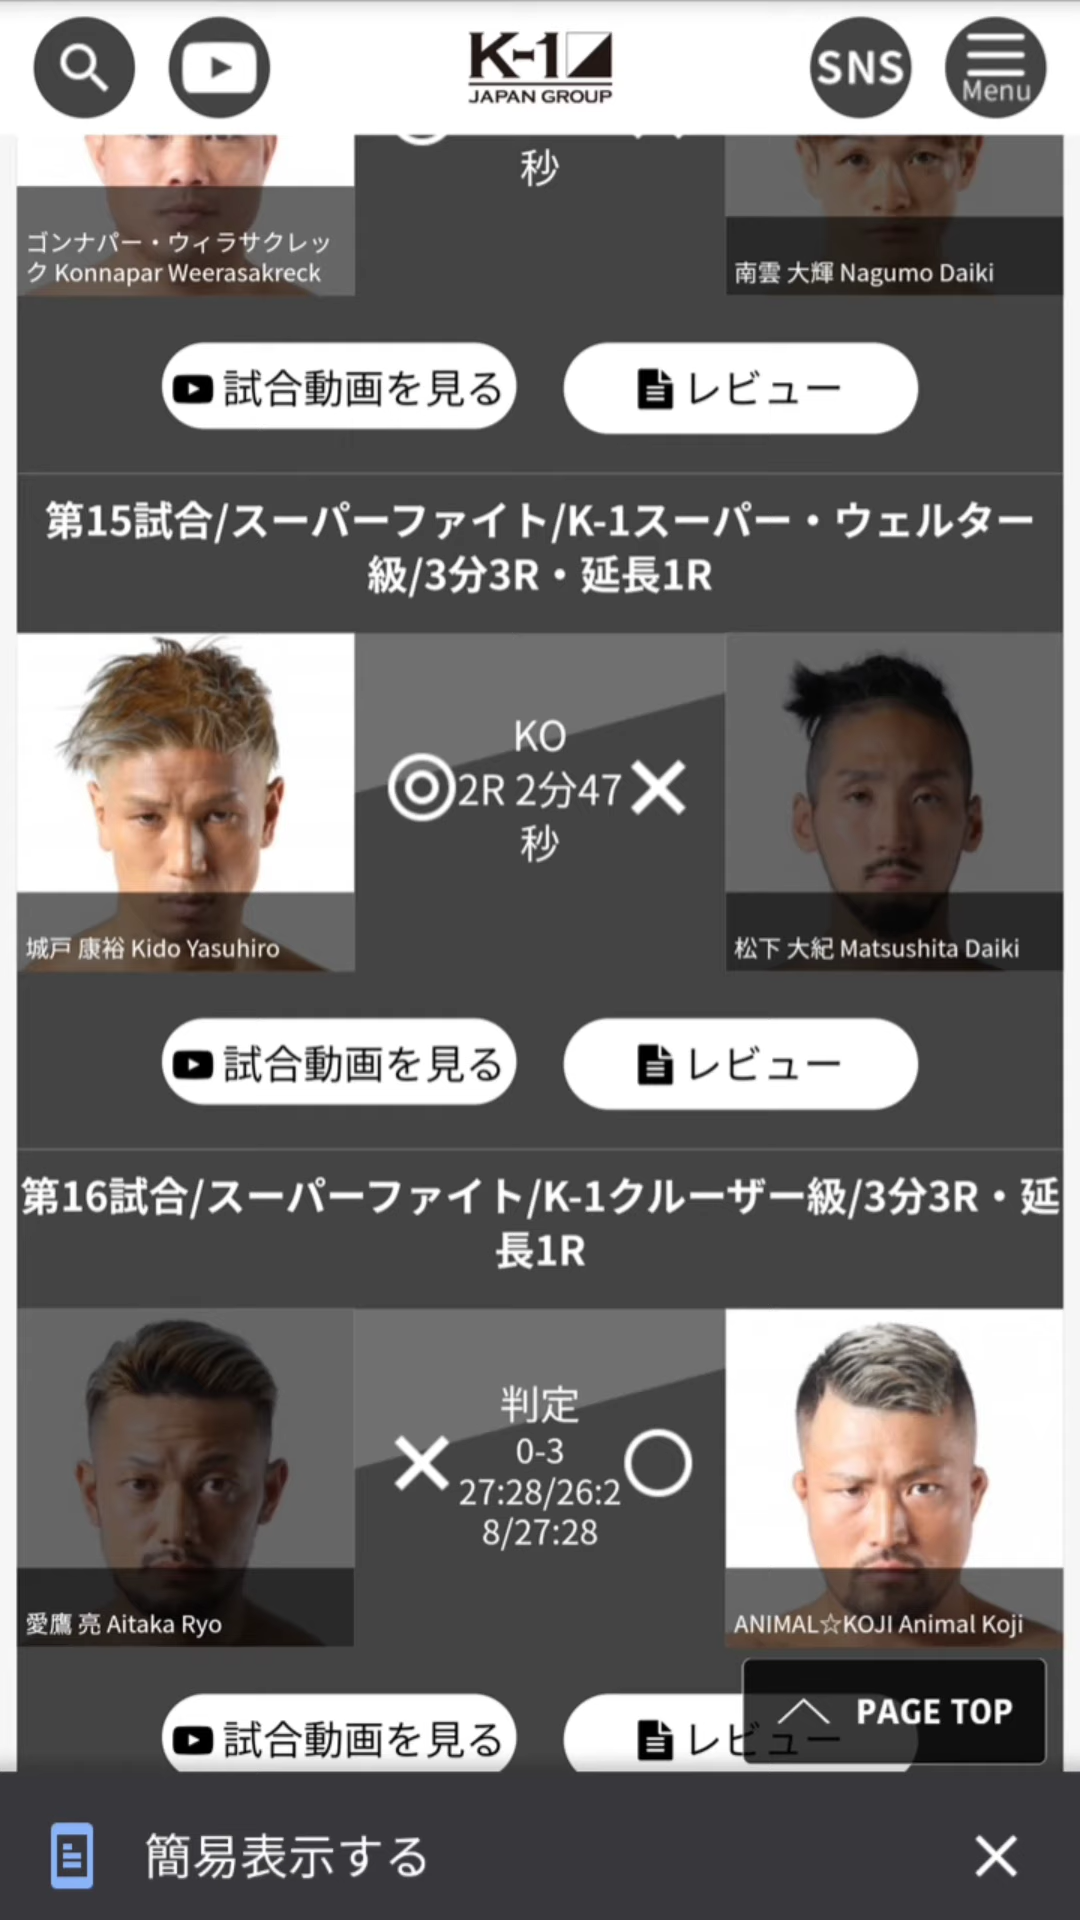 K-1
JAPAN GROUP
SNS
Menu
秒
ゴンナパー・ウィラサクレッ
ク Konnapar Weerasakreck
南雲 大輝 Nagumo Daiki
試合動画を見る
レビュー
第15試合/スーパーファイト/K-1スーパー・ウェルター
級/3分3R・延長1R
KO
2R 2分47
秒
城戸 康裕 Kido Yasuhiro
松下 大紀 Matsushita Daiki
試合動画を見る
レビュー
第16試合/スーパーファイト/K-1クルーザー級/3分3R・延
長1R
判定
0-3
27:28/26:2
8/27:28
愛鷹 亮 Aitaka Ryo
ANIMAL☆KOJI Animal Koji
試合動画を見る
レビュー
PAGE TOP
簡易表示する